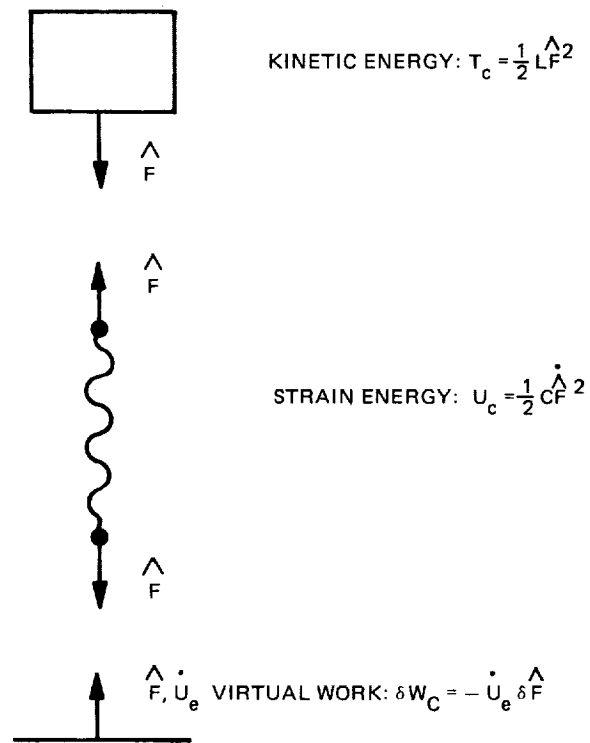 KINETIC ENERGY: T_c = 1/2 LF̂²
F̂
F̂
STRAIN ENERGY: U_c = 1/2 CF̂̇ ²
F̂
F̂, U̇_e VIRTUAL WORK: δW_C = − U̇_e δF̂